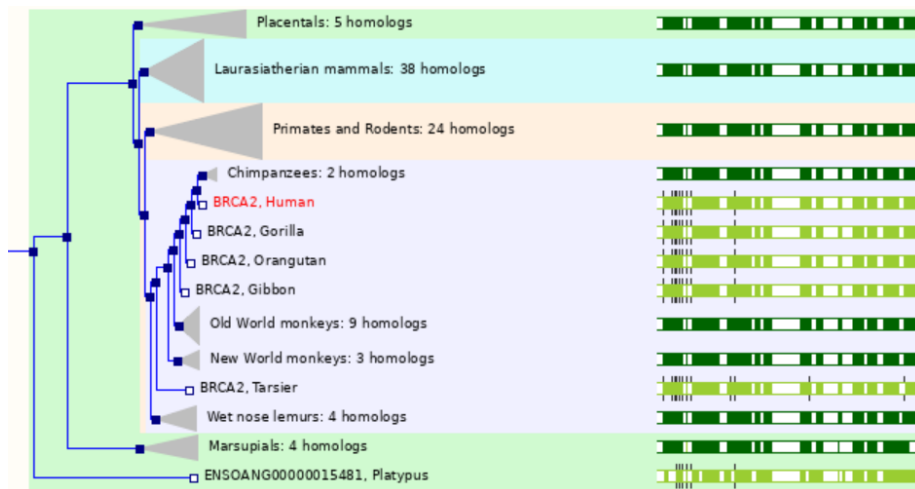 Placentals: 5 homologs
Laurasiatherian mammals: 38 homologs
Primates and Rodents: 24 homologs
Chimpanzees: 2 homologs
BRCA2, Human
BRCA2, Gorilla
BRCA2, Orangutan
BRCA2, Gibbon
Old World monkeys: 9 homologs
New World monkeys: 3 homologs
BRCA2, Tarsier
Wet nose lemurs: 4 homologs
Marsupials: 4 homologs
ENSOANG00000015481, Platypus